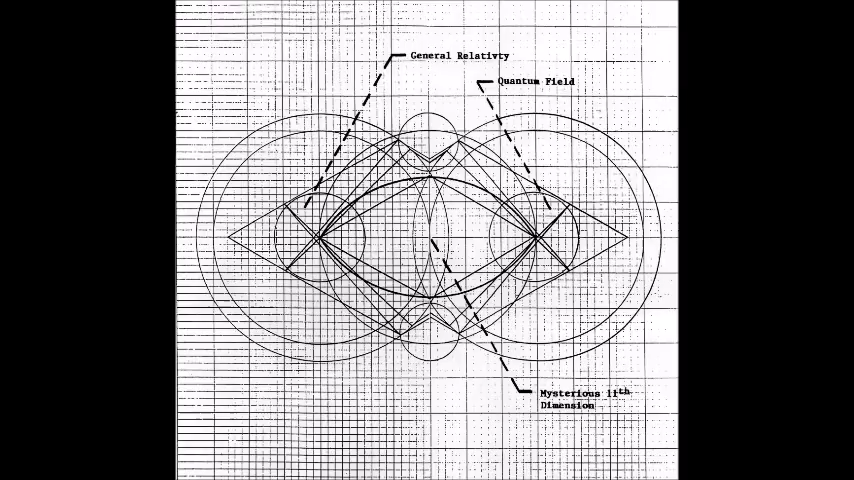 General Relativty
Quantum Field
Mysterious 11th
Dimension